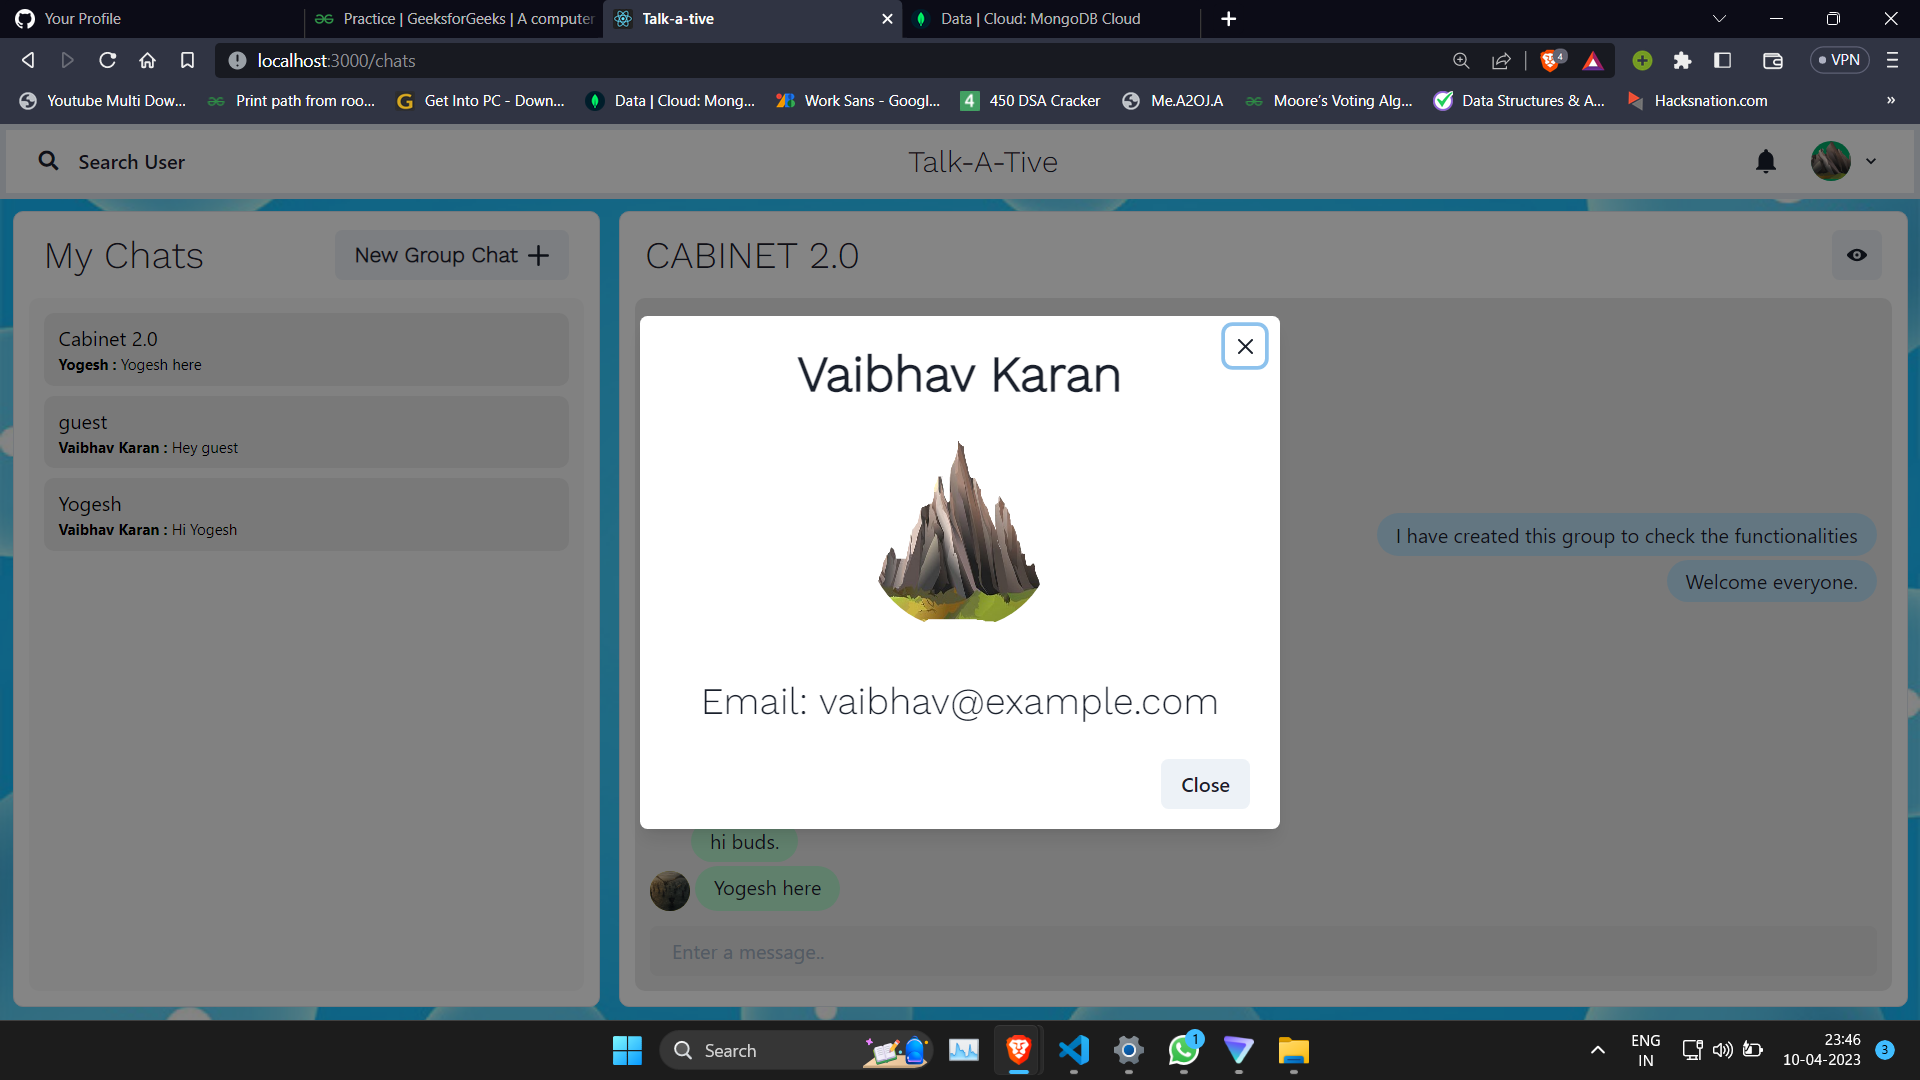 Your Profile
Practice | GeeksforGeeks | A computer
Talk-a-tive
Data | Cloud: MongoDB Cloud
localhost:3000/chats
4
VPN
Youtube Multi Dow...
Print path from roo...
Get Into PC - Down...
Data | Cloud: Mong...
Work Sans - Googl...
4
450 DSA Cracker
Me.A2OJ.A
Moore's Voting Alg...
Data Structures & A...
Hacksnation.com
»
Search User
Talk-A-Tive
My Chats
New Group Chat +
CABINET 2.0
Cabinet 2.0
Yogesh : Yogesh here
guest
Vaibhav Karan : Hey guest
Yogesh
Vaibhav Karan : Hi Yogesh
Vaibhav Karan
Email: vaibhav@example.com
Close
I have created this group to check the functionalities
Welcome everyone.
hi buds.
Yogesh here
Enter a message..
Search
1
ENG
IN
23:46
10-04-2023
3